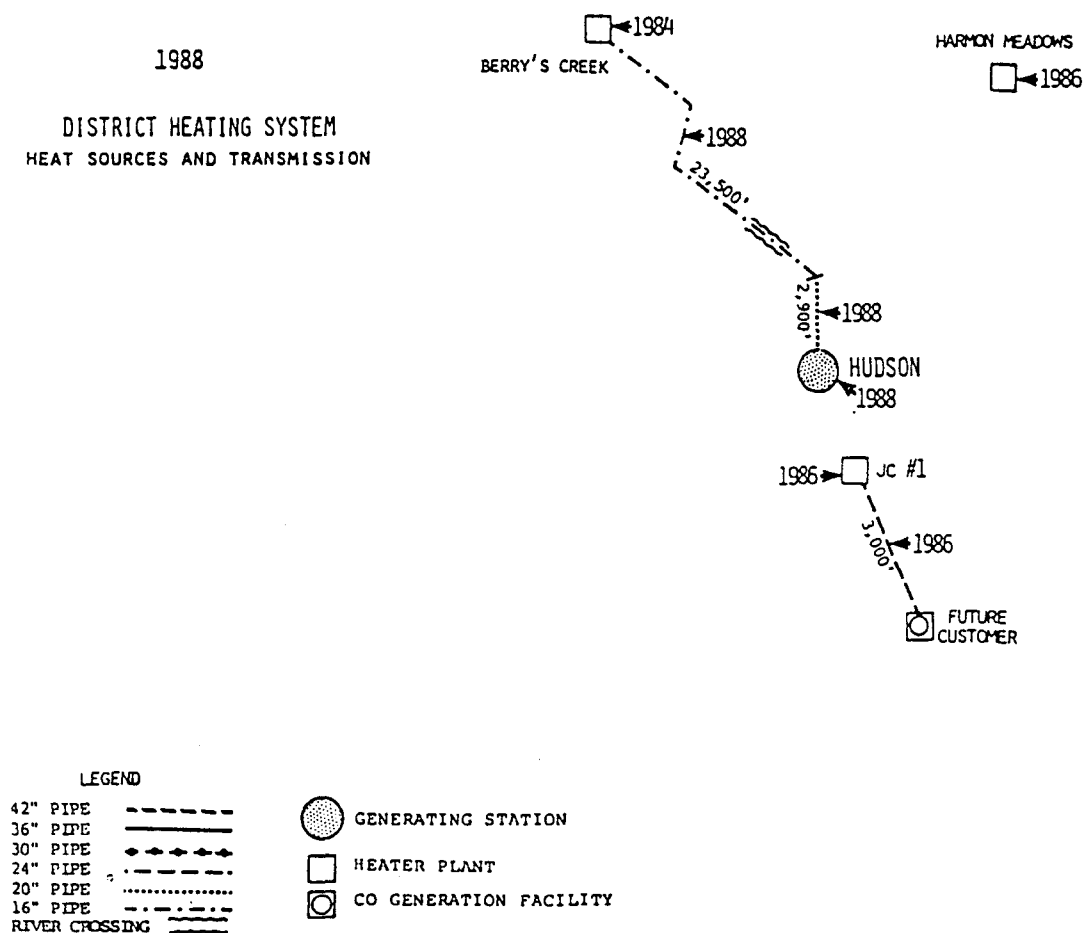 1988
DISTRICT HEATING SYSTEM
HEAT SOURCES AND TRANSMISSION
1984
BERRY'S CREEK
HARMON MEADOWS
1986
1988
23,500'
2,900'
1988
HUDSON
1988
1986
JC #1
3,000'
1986
FUTURE
CUSTOMER
LEGEND
42" PIPE
36" PIPE
30" PIPE
24" PIPE
20" PIPE
16" PIPE
RIVER CROSSING
GENERATING STATION
HEATER PLANT
CO GENERATION FACILITY